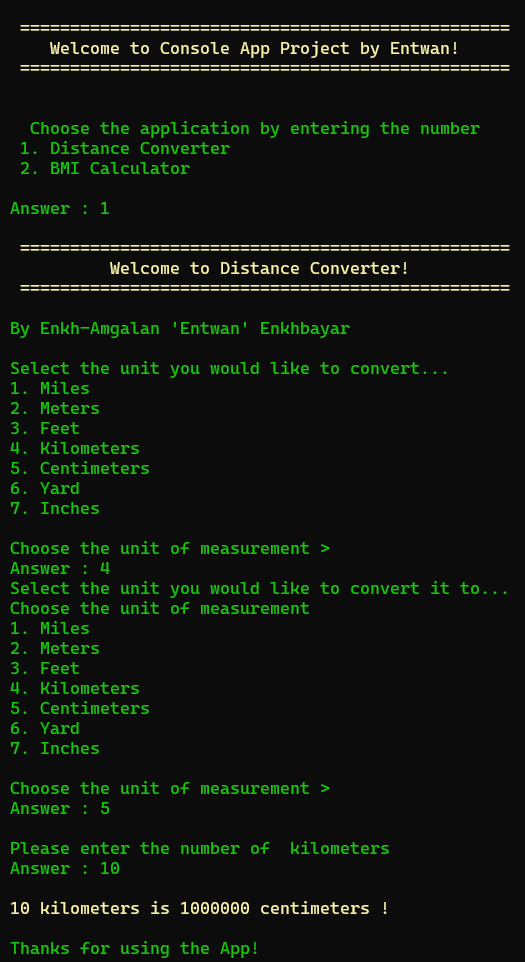 =================================================
Welcome to Console App Project by Entwan!
=================================================
Choose the application by entering the number
1. Distance Converter
2. BMI Calculator
Answer : 1
=================================================
Welcome to Distance Converter!
=================================================
By Enkh-Amgalan 'Entwan' Enkhbayar
Select the unit you would like to convert...
1. Miles
2. Meters
3. Feet
4. Kilometers
5. Centimeters
6. Yard
7. Inches
Choose the unit of measurement >
Answer : 4
Select the unit you would like to convert it to...
Choose the unit of measurement
1. Miles
2. Meters
3. Feet
4. Kilometers
5. Centimeters
6. Yard
7. Inches
Choose the unit of measurement >
Answer : 5
Please enter the number of  kilometers
Answer : 10
10 kilometers is 1000000 centimeters !
Thanks for using the App!